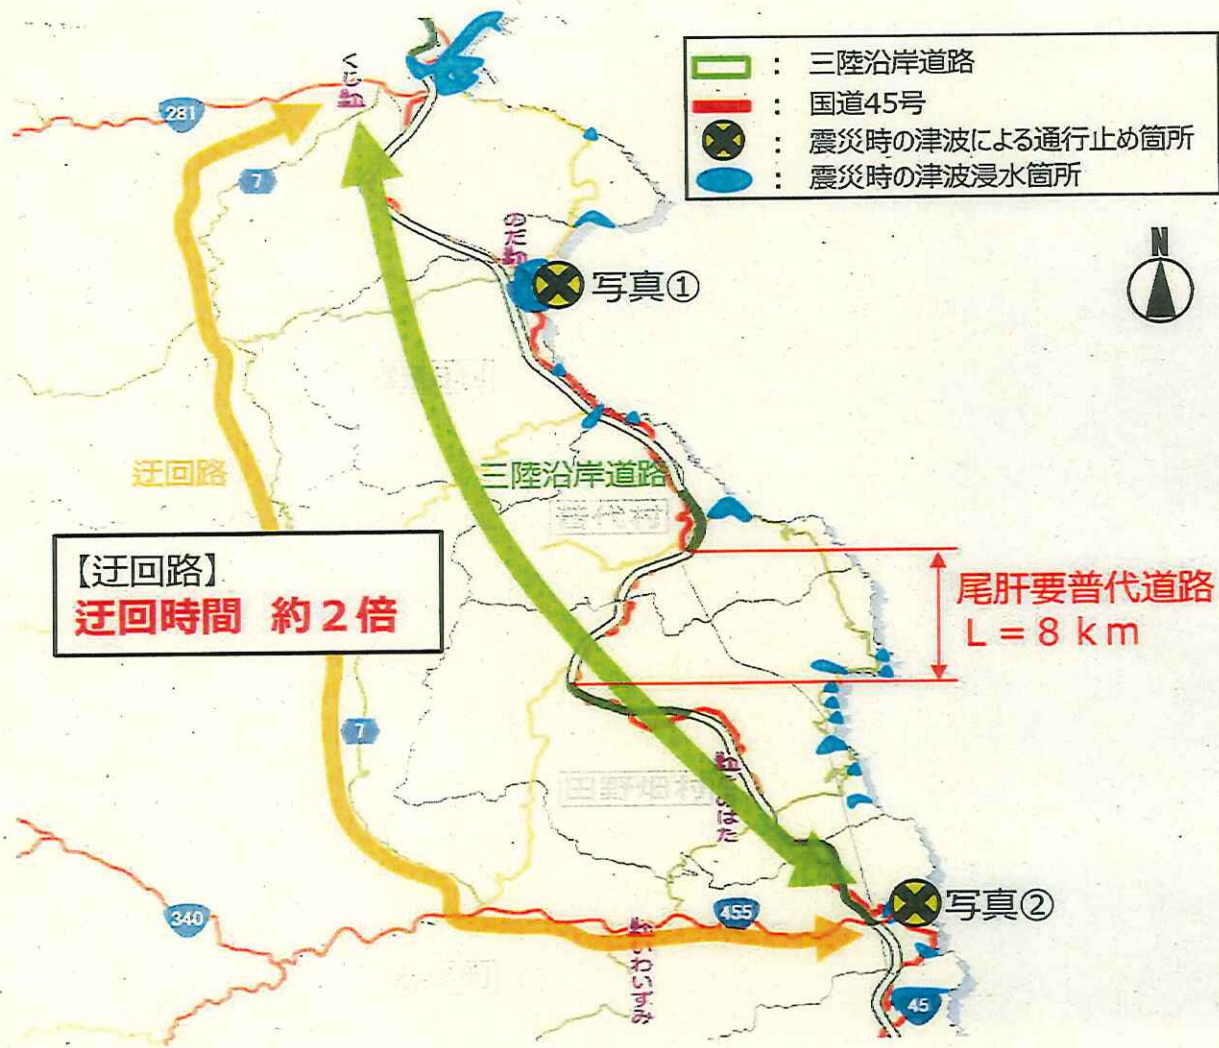 三陸沿岸道路
国道45号
震災時の津波による通行止め箇所
震災時の津波浸水箇所
N
くじ
281
7
のだ
写真①
迂回路
三陸沿岸道路
普代村
【迂回路】
迂回時間 約2倍
尾肝要普代道路
L=8km
7
田野畑村
340
455
いわいずみ
写真②
45